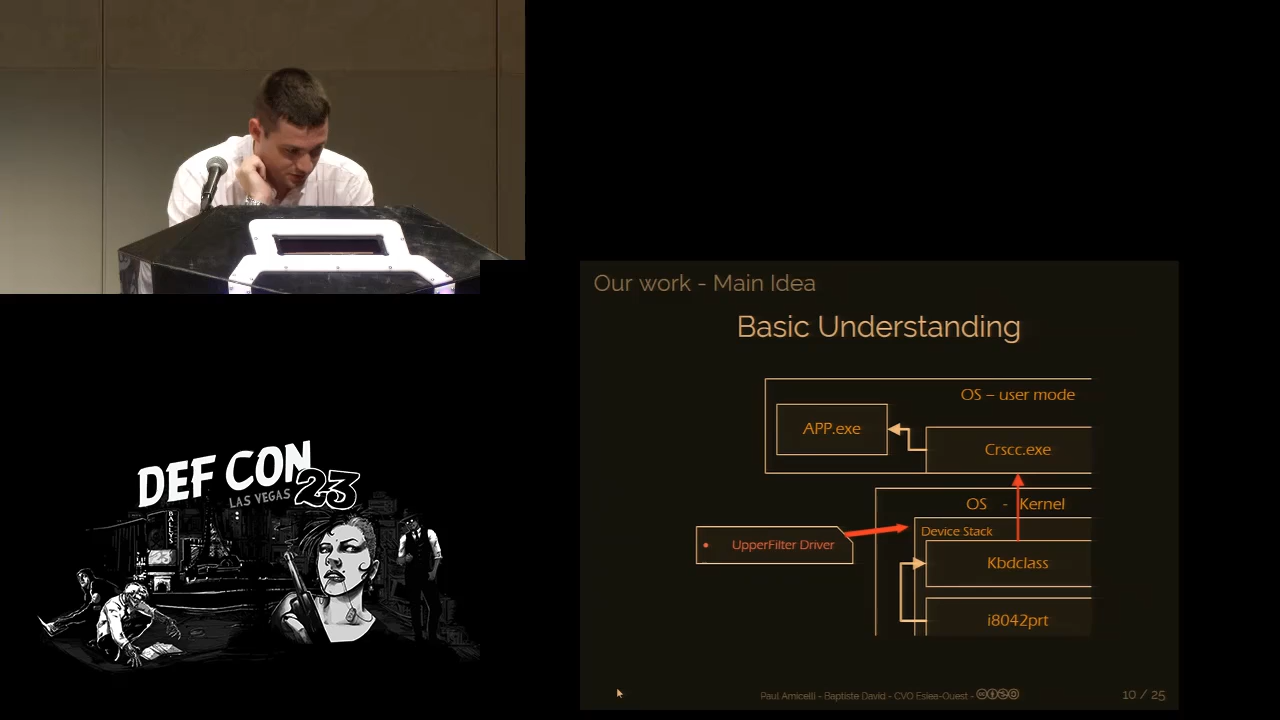 Our work - Main Idea
Basic Understanding
OS – user mode
APP.exe
Crscc.exe
OS - Kernel
Device Stack
UpperFilter Driver
Kbdclass
i8042prt
Paul Amicelli - Baptiste David - CVO Esiea-Ouest -
10 / 25
DEF CON
LAS VEGAS 23
BALLYS